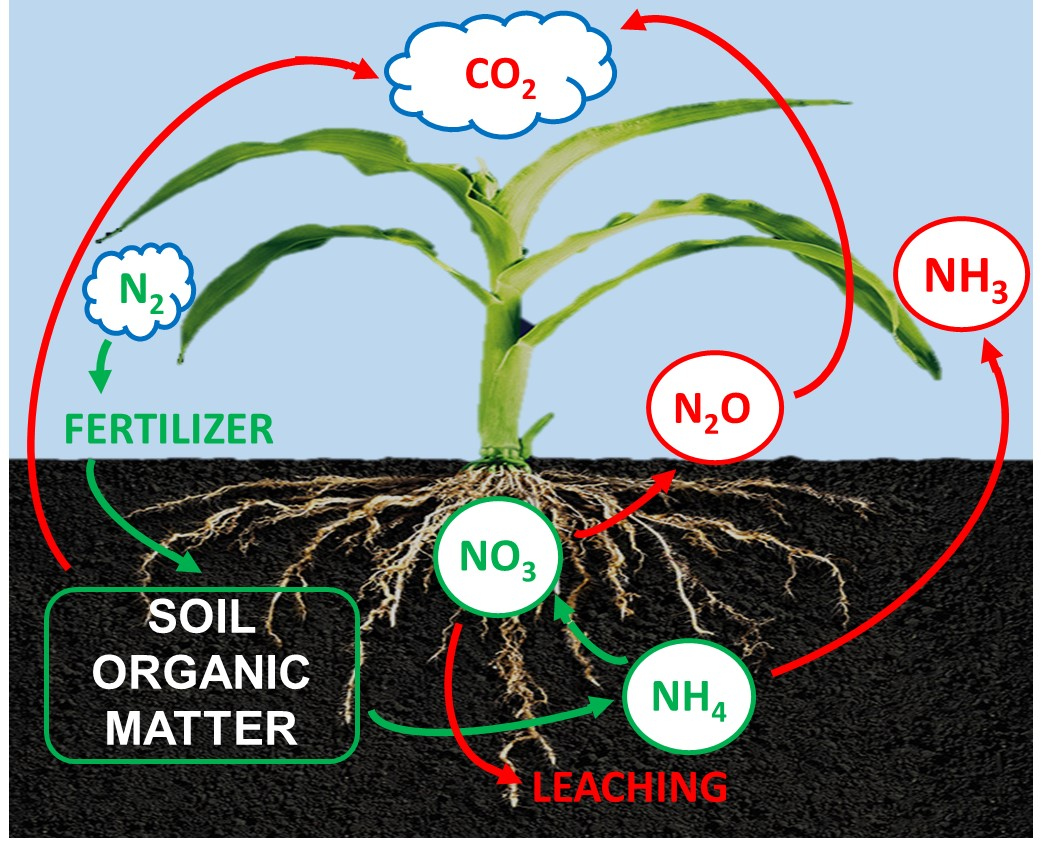 CO₂
N₂
NH₃
N₂O
FERTILIZER
NO₃
SOIL
ORGANIC
MATTER
NH₄
LEACHING